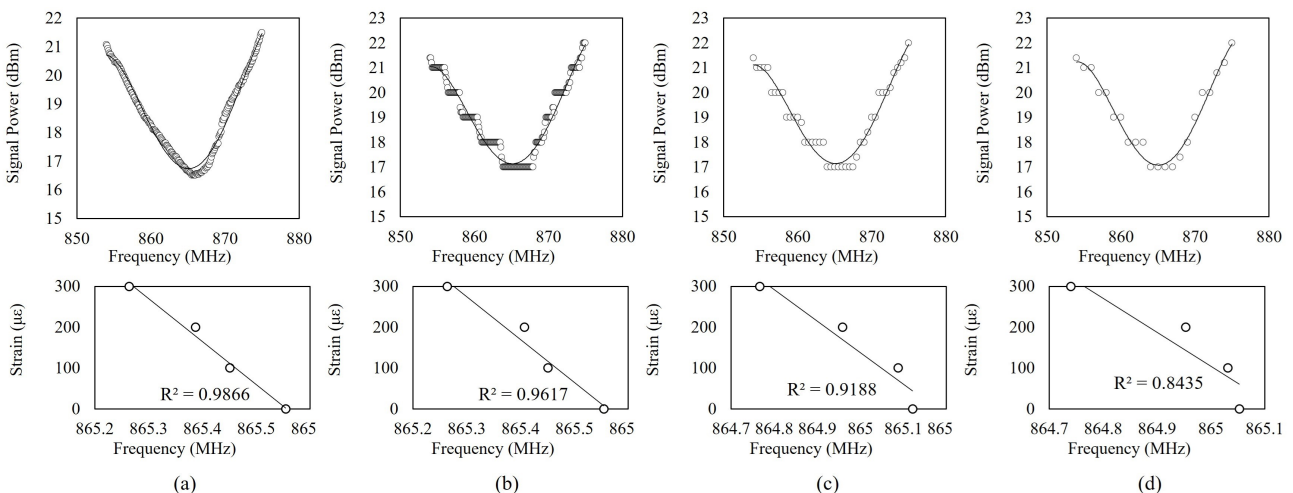 22
21
20
19
18
17
16
15
Signal Power (dBm)
850 860 870 880
Frequency (MHz)
23
22
21
20
19
18
17
16
15
Signal Power (dBm)
850 860 870 880
Frequency (MHz)
23
22
21
20
19
18
17
16
15
Signal Power (dBm)
850 860 870 880
Frequency (MHz)
23
22
21
20
19
18
17
16
15
Signal Power (dBm)
850 860 870 880
Frequency (MHz)
300
200
100
0
Strain (με)
R² = 0.9866
865.2 865.3 865.4 865.5 865
Frequency (MHz)
(a)
300
200
100
0
Strain (με)
R² = 0.9617
865.2 865.3 865.4 865.5 865
Frequency (MHz)
(b)
300
200
100
0
Strain (με)
R² = 0.9188
864.7 864.8 864.9 865 865.1 865
Frequency (MHz)
(c)
300
200
100
0
Strain (με)
R² = 0.8435
864.7 864.8 864.9 865 865.1
Frequency (MHz)
(d)